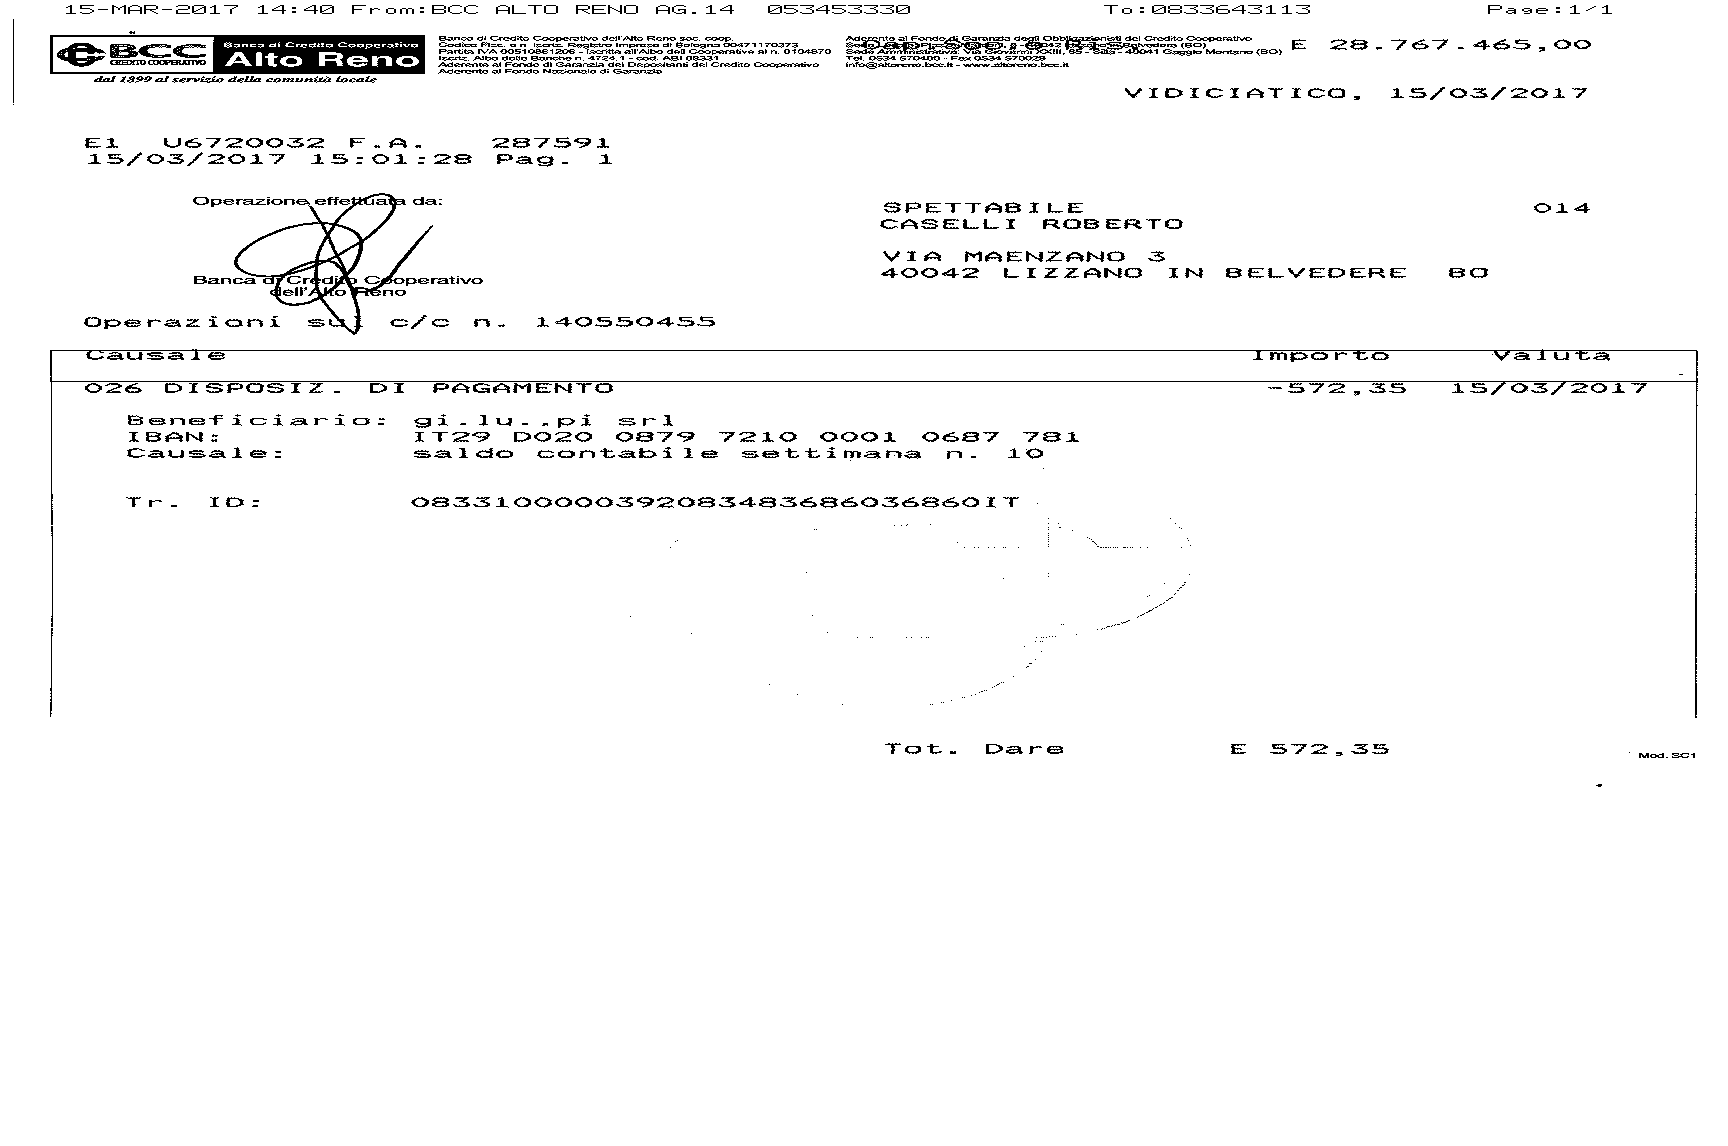 15-MAR-2017 14:40 From:BCC ALTO RENO AG.14 053453330 To:0833643113 Page:1/1
BCC
CREDITO COOPERATIVO
Banca di Credito Cooperativo
Alto Reno
dal 1899 al servizio della comunità locale
Banca di Credito Cooperativo dell'Alto Reno soc. coop.
Codice Fisc. e n. iscriz. Registro Imprese di Bologna 00471170373
Partita IVA 00510861206 - Iscritta all'Albo delle Cooperative al n. 0104870
Iscriz. Albo delle Banche n. 4724.1 - cod. ABI 08331
Aderente al Fondo di Garanzia dei Depositanti del Credito Cooperativo
Aderente al Fondo Nazionale di Garanzia
Aderente al Fondo di Garanzia degli Obbligazionisti del Credito Cooperativo
Sede Amministrativa: Via Giovanni XXIII, - 40041 Gaggio Montano (BO)
Tel. 0534 570400 - Fax 0534 570029
info@altoreno.bcc.it - www.altoreno.bcc.it
E 28.767.465,00
VIDICIATICO, 15/03/2017
E1 U6720032 F.A. 287591
15/03/2017 15:01:28 Pag. 1
Operazione effettuata da:
Banca di Credito Cooperativo
dell'Alto Reno
SPETTABILE 014
CASELLI ROBERTO
VIA MAENZANO 3
40042 LIZZANO IN BELVEDERE BO
Operazioni sul c/c n. 140550455
Causale Importo Valuta
026 DISPOSIZ. DI PAGAMENTO -572,35 15/03/2017
Beneficiario: gi.lu..pi srl
IBAN: IT29 D020 0879 7210 0001 0687 781
Causale: saldo contabile settimana n. 10
Tr. ID: 0833100000392083483686036860IT
Tot. Dare E 572,35
Mod. SC1